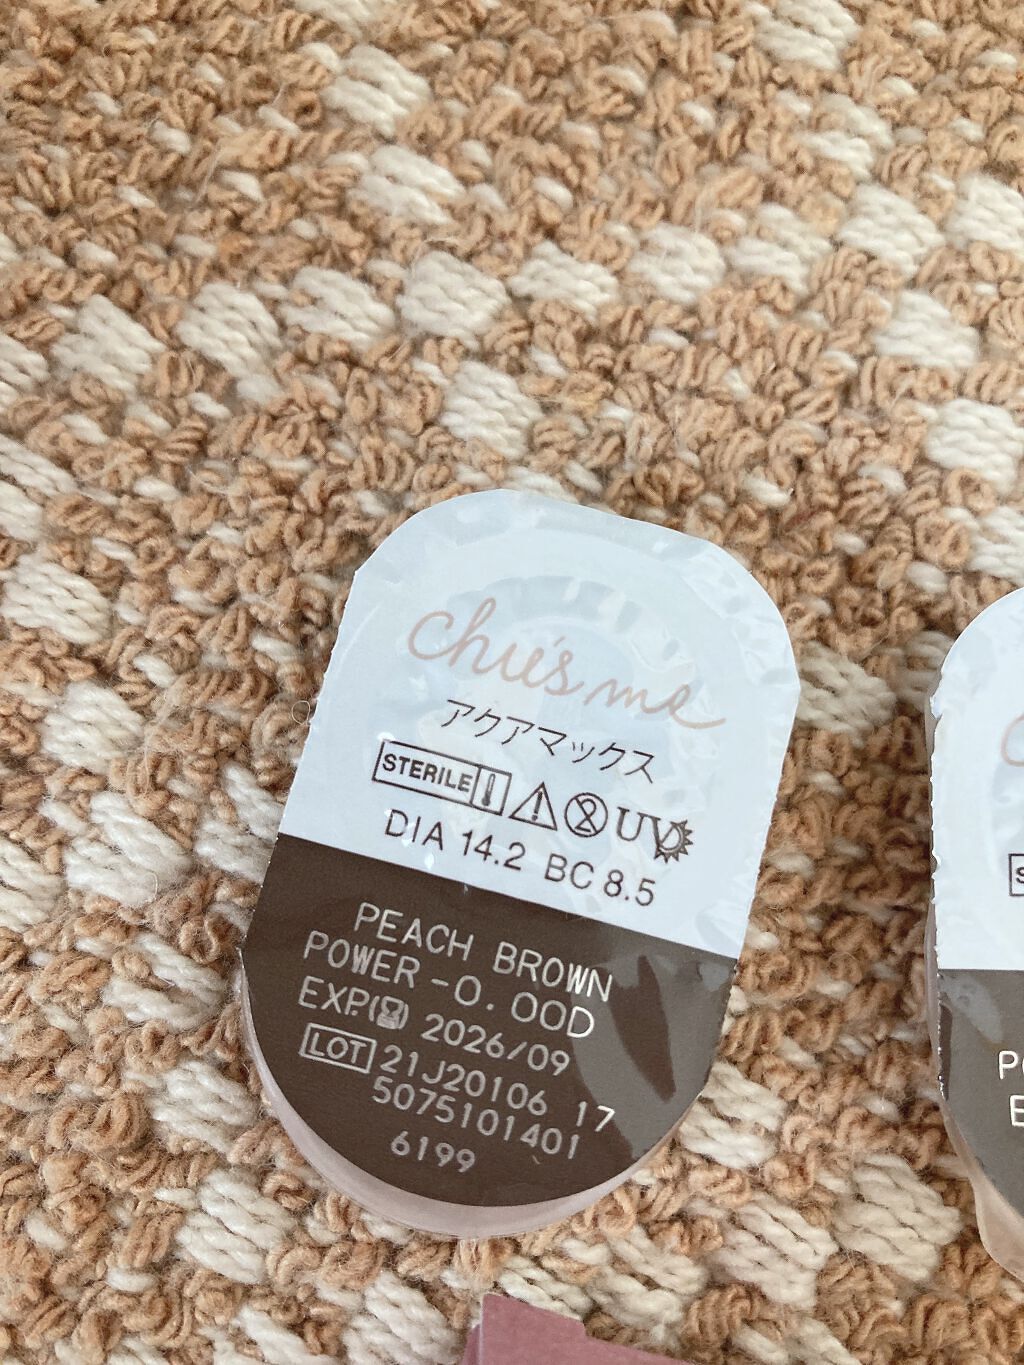 chu's me
アクアマックス
STERILE UV
DIA 14.2 BC 8.5
PEACH BROWN
POWER -0.00D
EXP. 2026/09
LOT 21J20106 17
5075101401
6199